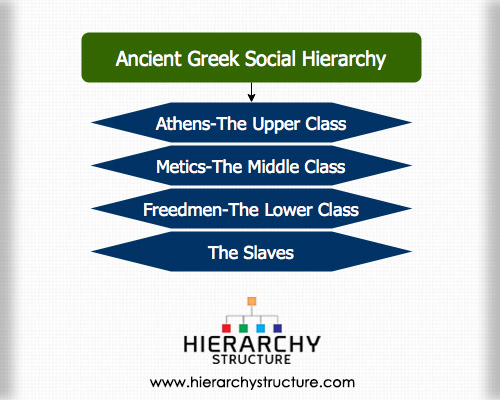 Ancient Greek Social Hierarchy
Athens-The Upper Class
Metics-The Middle Class
Freedmen-The Lower Class
The Slaves
HIERARCHY
STRUCTURE
www.hierarchystructure.com